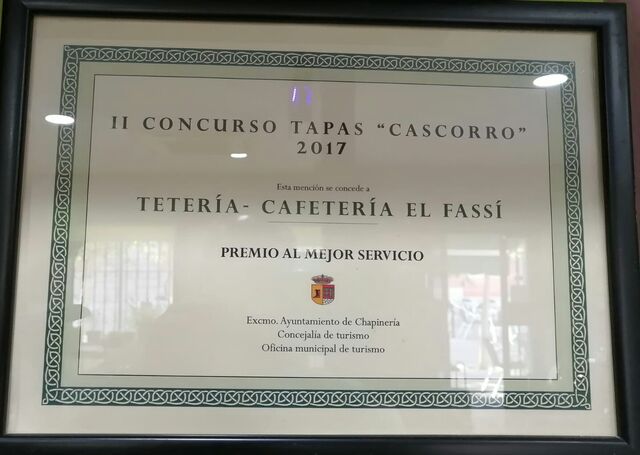 II CONCURSO TAPAS "CASCORRO"
2017
Esta mención se concede a
TETERÍA- CAFETERÍA EL FASSÍ
PREMIO AL MEJOR SERVICIO
Excmo. Ayuntamiento de Chapinería
Concejalía de turismo
Oficina municipal de turismo